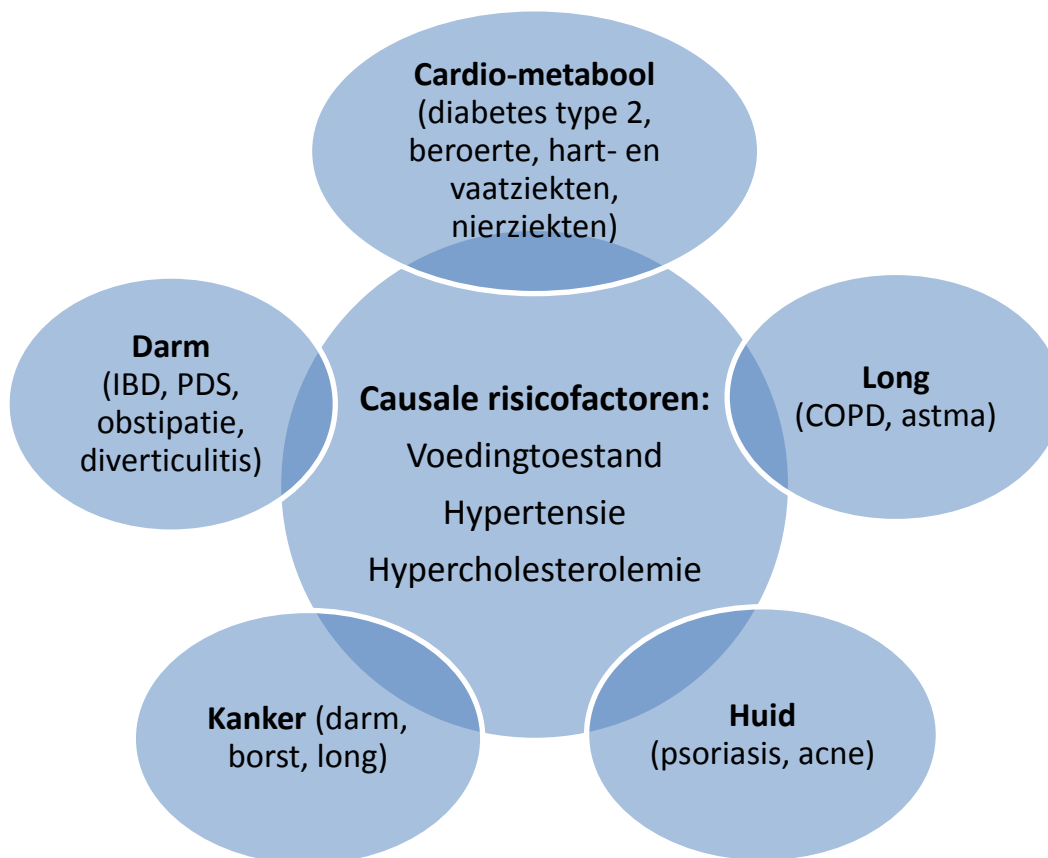 Cardio-metabool
(diabetes type 2,
beroerte, hart- en
vaatziekten,
nierziekten)
Darm
(IBD, PDS,
obstipatie,
diverticulitis)
Causale risicofactoren:
Voedingtoestand
Hypertensie
Hypercholesterolemie
Long
(COPD, astma)
Kanker (darm,
borst, long)
Huid
(psoriasis, acne)